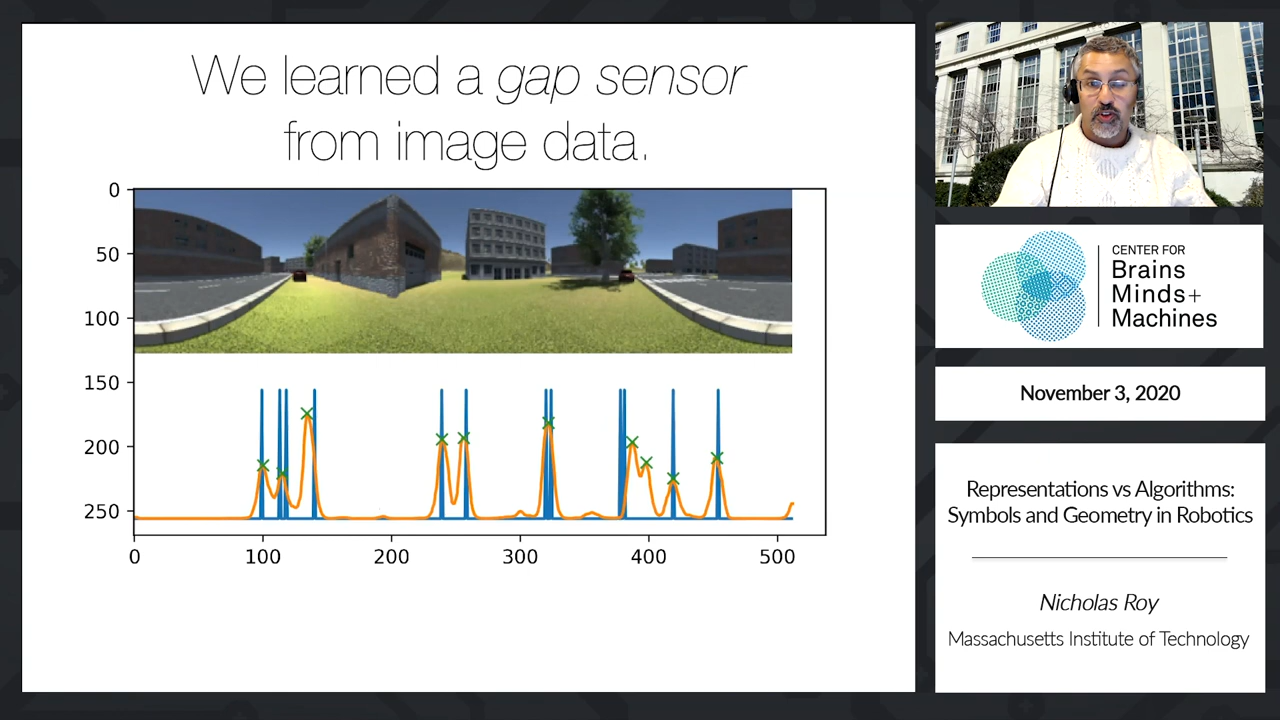 We learned a gap sensor
from image data.
0
50
100
150
200
250
0 100 200 300 400 500
CENTER FOR
Brains
Minds+
Machines
November 3, 2020
Representations vs Algorithms:
Symbols and Geometry in Robotics
Nicholas Roy
Massachusetts Institute of Technology